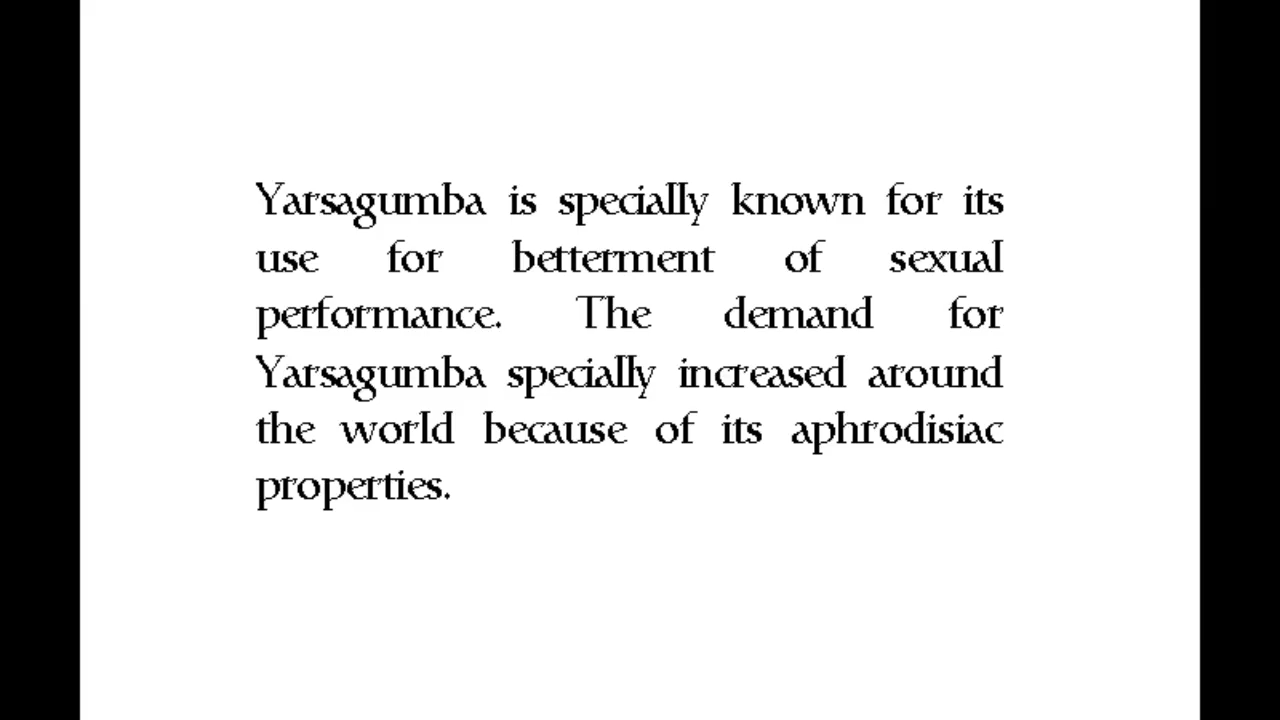 Yarsagumba is specially known for its
use for betterment of sexual
performance. The demand for
Yarsagumba specially increased around
the world because of its aphrodisiac
properties.